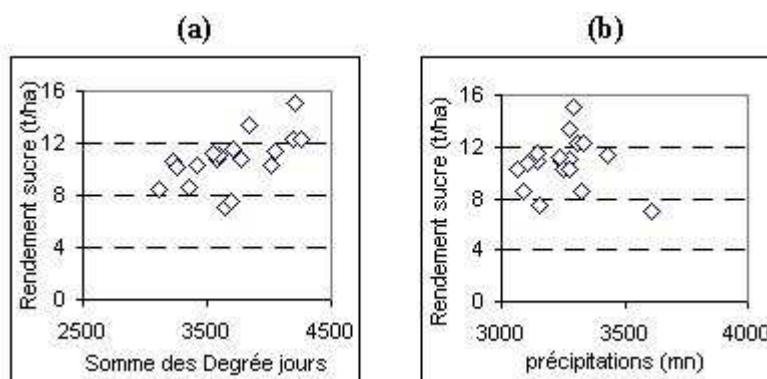 (a)
Rendement sucre (t/ha)
16
12
8
4
0
2500 3500 4500
Somme des Degrée jours
(b)
Rendement sucre (t/ha)
16
12
8
4
0
3000 3500 4000
précipitations (mn)